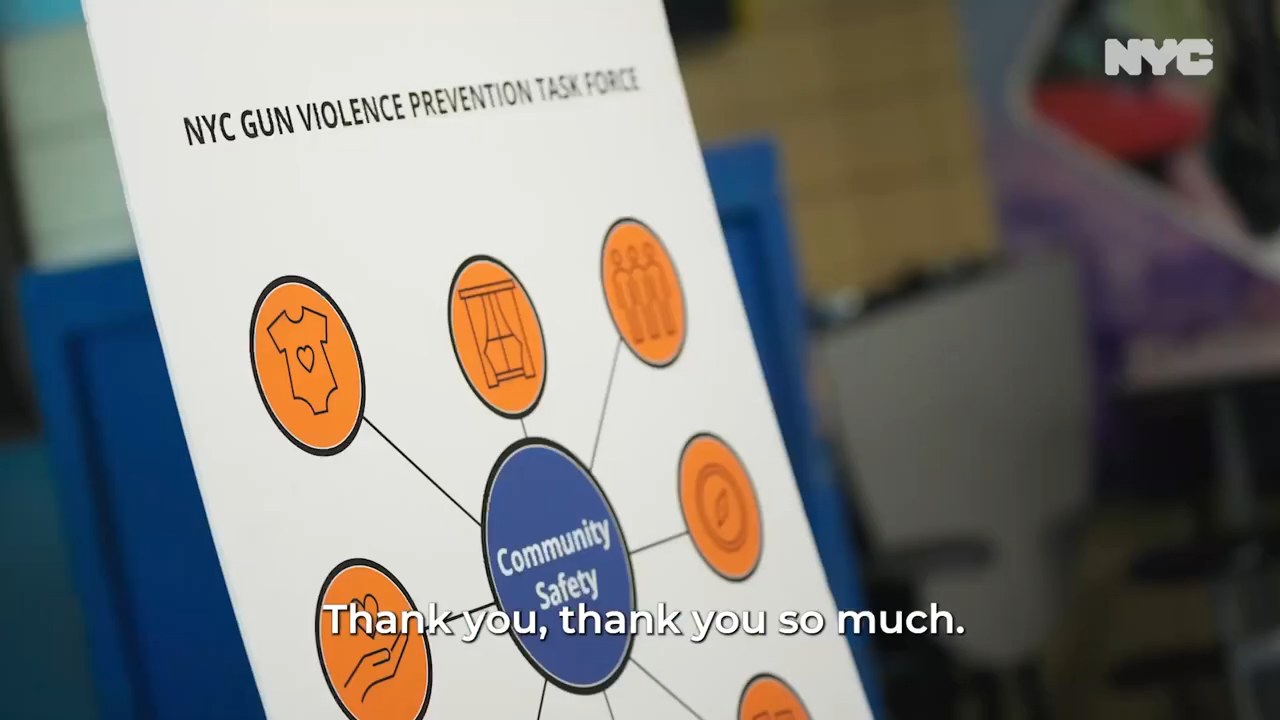 NYC
NYC GUN VIOLENCE PREVENTION TASK FORCE
Community
Safety
Thank you, thank you so much.